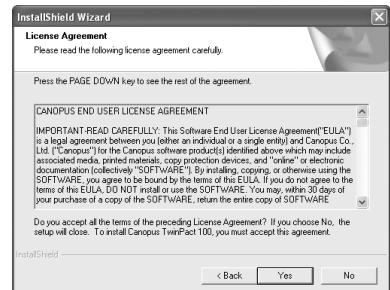 InstallShield Wizard
License Agreement
Please read the following license agreement carefully.
Press the PAGE DOWN key to see the rest of the agreement.
CANOPUS END USER LICENSE AGREEMENT
IMPORTANT-READ CAREFULLY: This Software End User License Agreement("EULA")
is a legal agreement between you (either an individual or a single entity) and Canopus Co.,
Ltd. ("Canopus") for the Canopus software product(s) identified above which may include
associated media, printed materials, copy protection devices, and "online" or electronic
documentation (collectively "SOFTWARE"). By installing, copying, or otherwise using the
SOFTWARE, you agree to be bound by the terms of this EULA. If you do not agree to the
terms of this EULA, DO NOT install or use the SOFTWARE. You may, within 30 days of
your purchase of a copy of the SOFTWARE, return the entire copy of SOFTWARE
Do you accept all the terms of the preceding License Agreement? If you choose No, the
setup will close. To install Canopus TwinPact 100, you must accept this agreement.
InstallShield
< Back
Yes
No